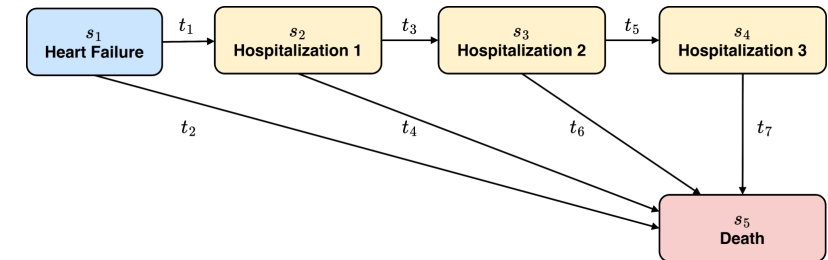 s₁
Heart Failure
t₁
s₂
Hospitalization 1
t₃
s₃
Hospitalization 2
t₅
s₄
Hospitalization 3
t₂
t₄
t₆
t₇
s₅
Death